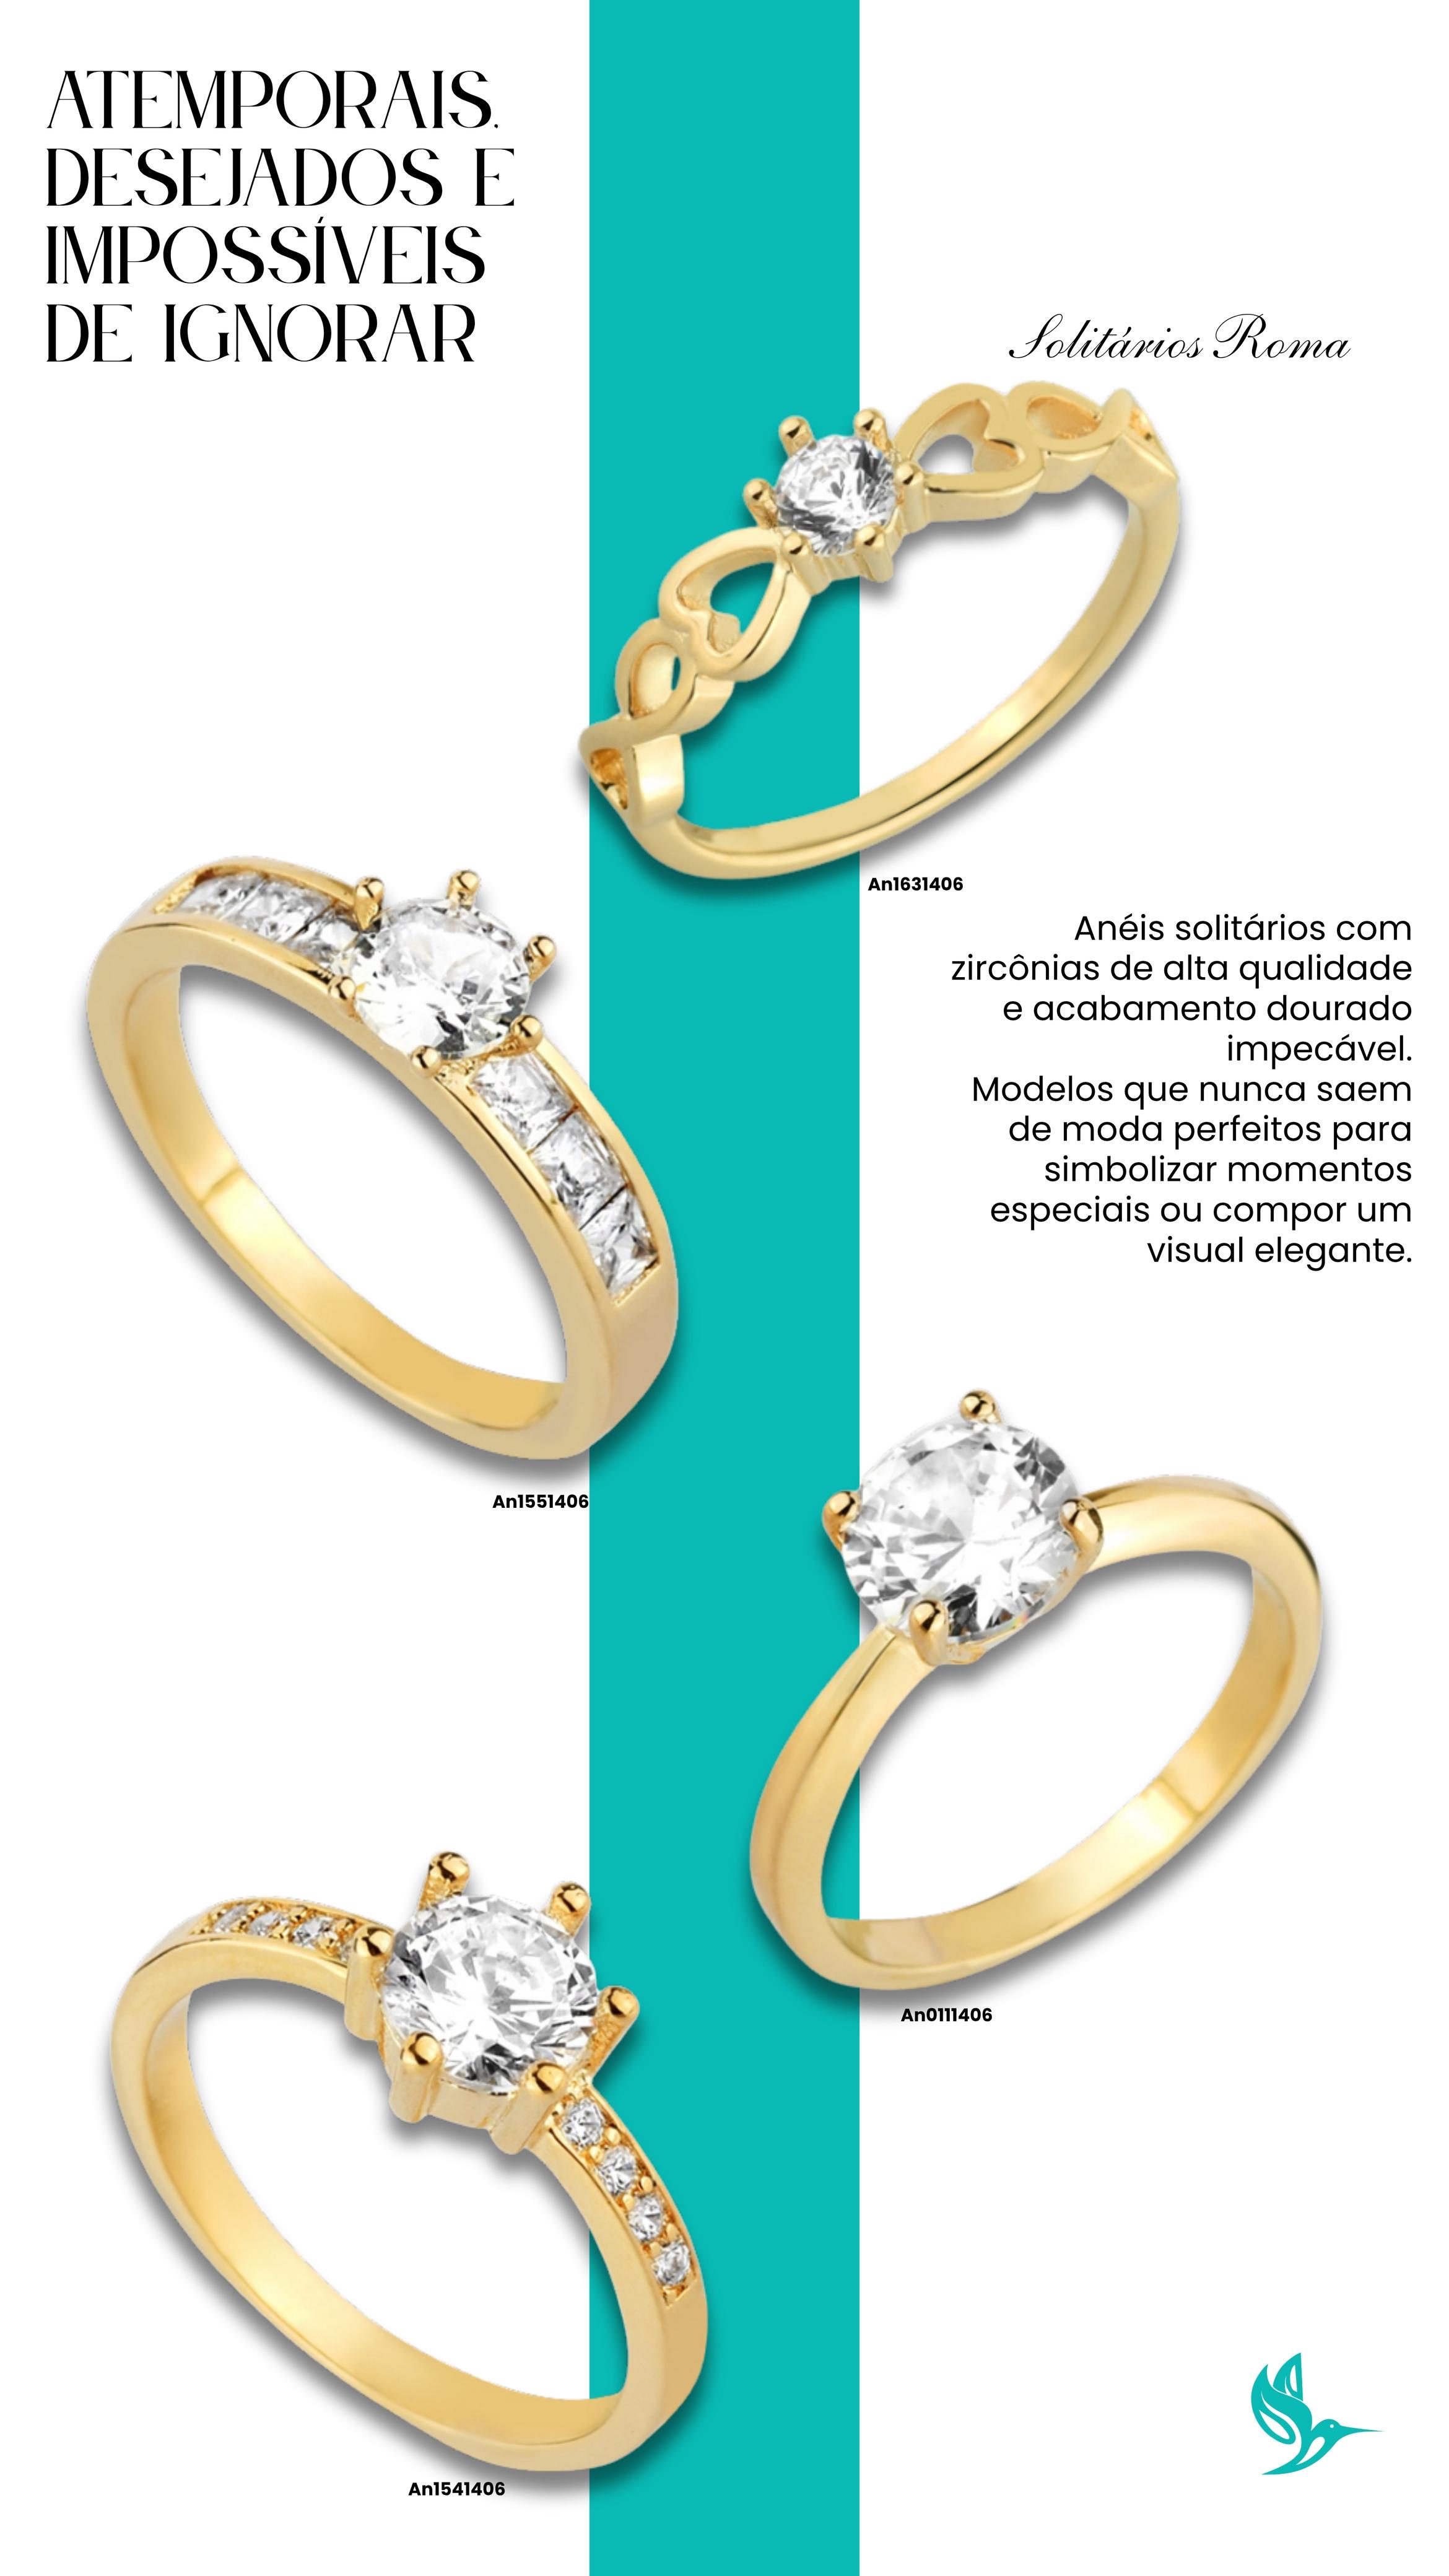 ATEMPORAIS.
DESEJADOS E
IMPOSSÍVEIS
DE IGNORAR
Solitários Roma
An1631406
Anéis solitários com
zircônias de alta qualidade
e acabamento dourado
impecável.
Modelos que nunca saem
de moda perfeitos para
simbolizar momentos
especiais ou compor um
visual elegante.
An1551406
An0111406
An1541406